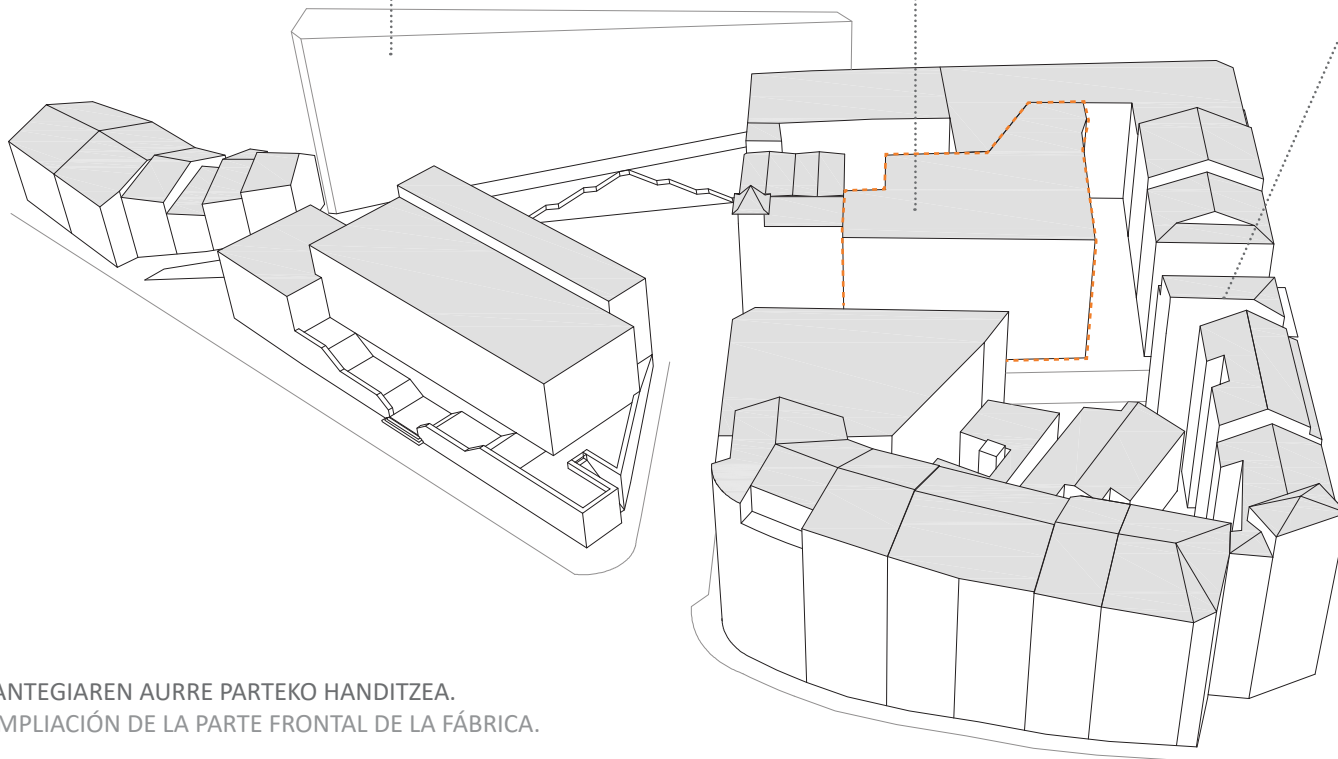 ANTEGIAREN AURRE PARTEKO HANDITZEA.
MPLIACIÓN DE LA PARTE FRONTAL DE LA FÁBRICA.